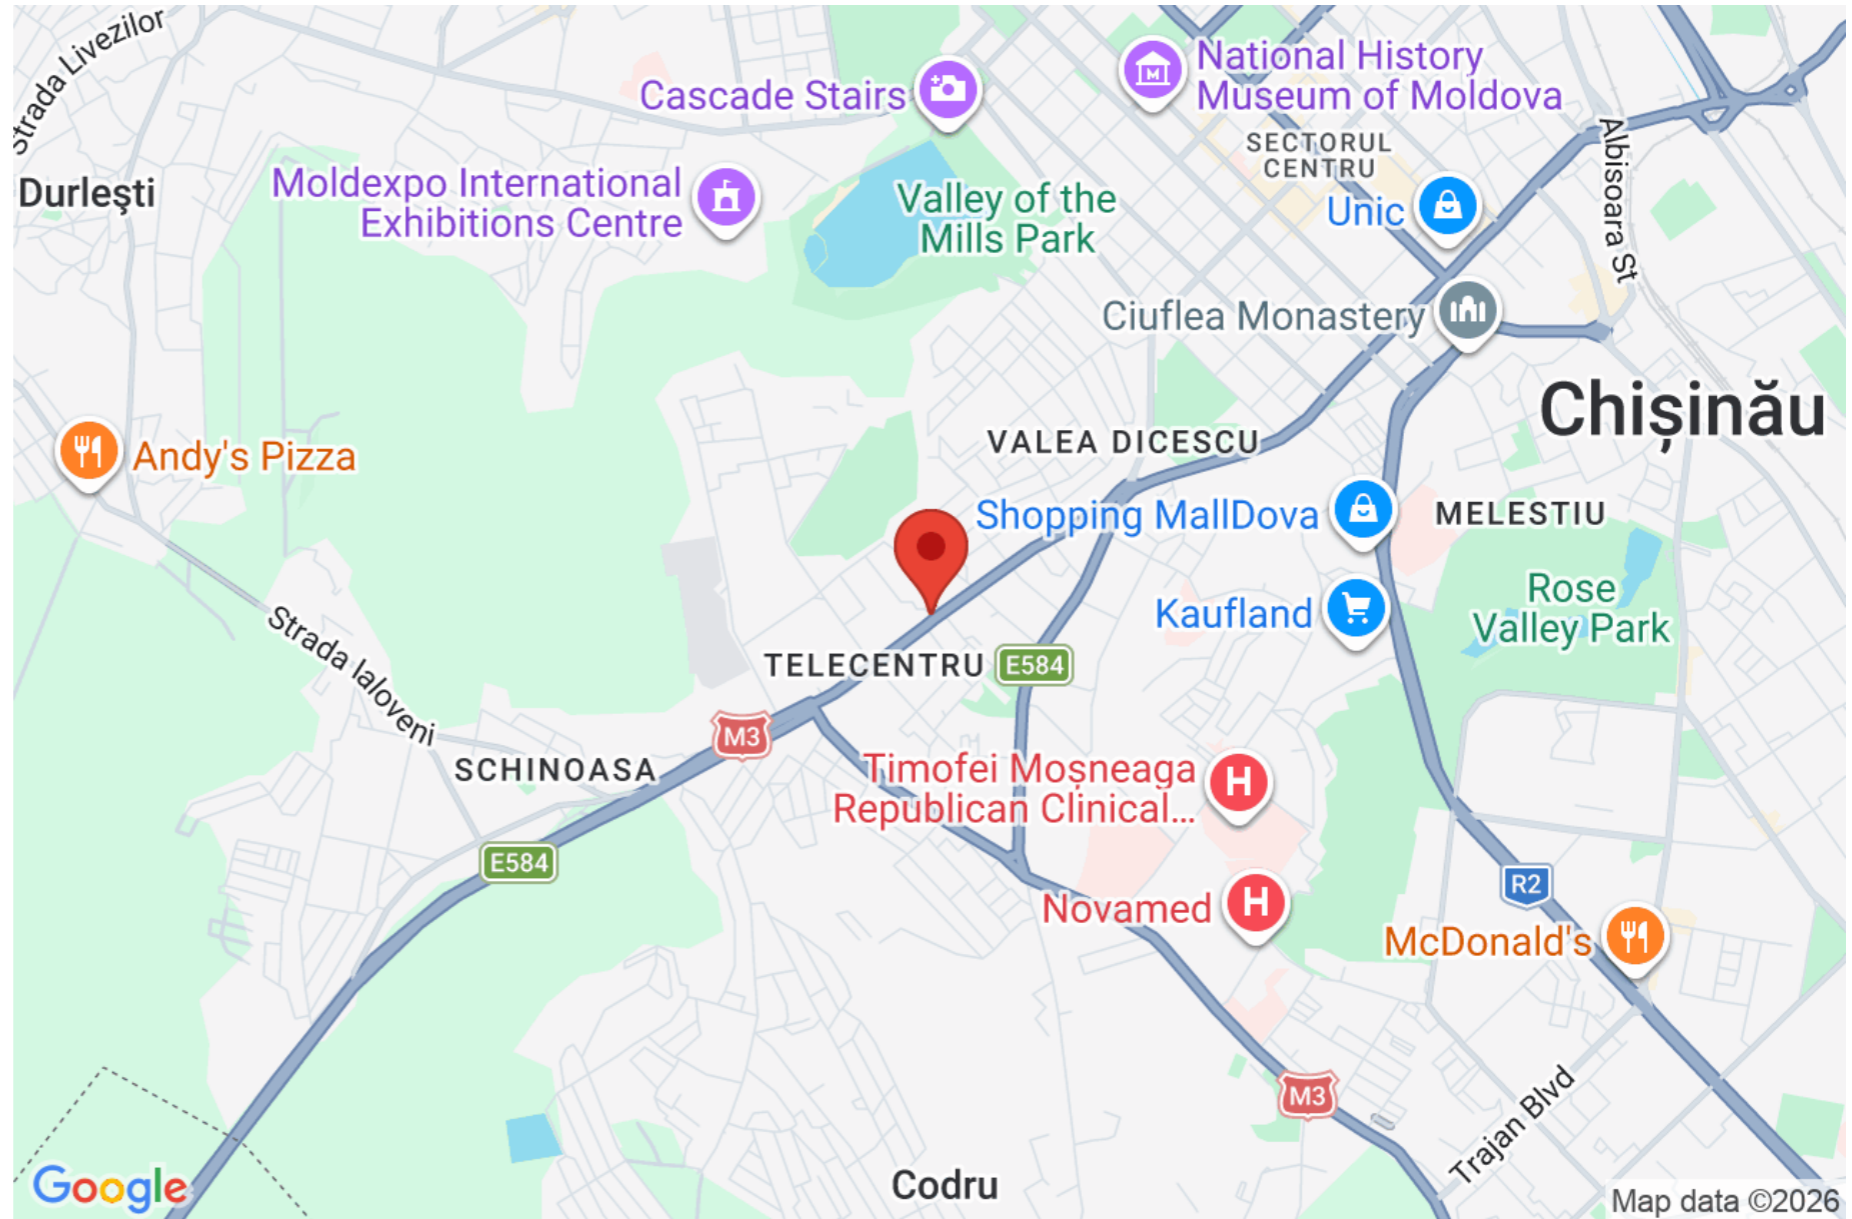 Strada Livezilor
Cascade Stairs
National History
Museum of Moldova
SECTORUL
CENTRU
Albisoara St
Durleşti
Moldexpo International
Exhibitions Centre
Valley of the
Mills Park
Unic
Ciuflea Monastery
Chișinău
Andy's Pizza
VALEA DICESCU
Shopping MallDova
MELESTIU
Rose
Valley Park
Kaufland
Strada Ialoveni
TELECENTRU
E584
M3
SCHINOASA
Timofei Moșneaga
Republican Clinical...
H
E584
R2
Novamed
H
McDonald's
M3
Trajan Blvd
Codru
Google
Map data ©2026